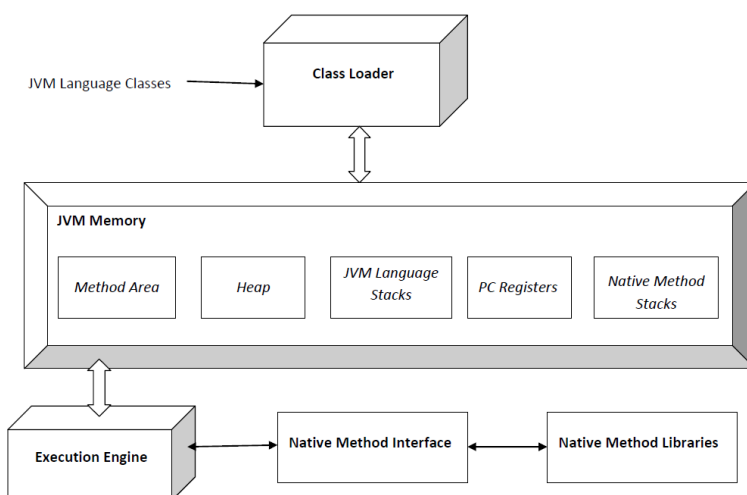 Class Loader
JVM Language Classes
JVM Memory
Method Area
Heap
JVM Language
Stacks
PC Registers
Native Method
Stacks
Execution Engine
Native Method Interface
Native Method Libraries